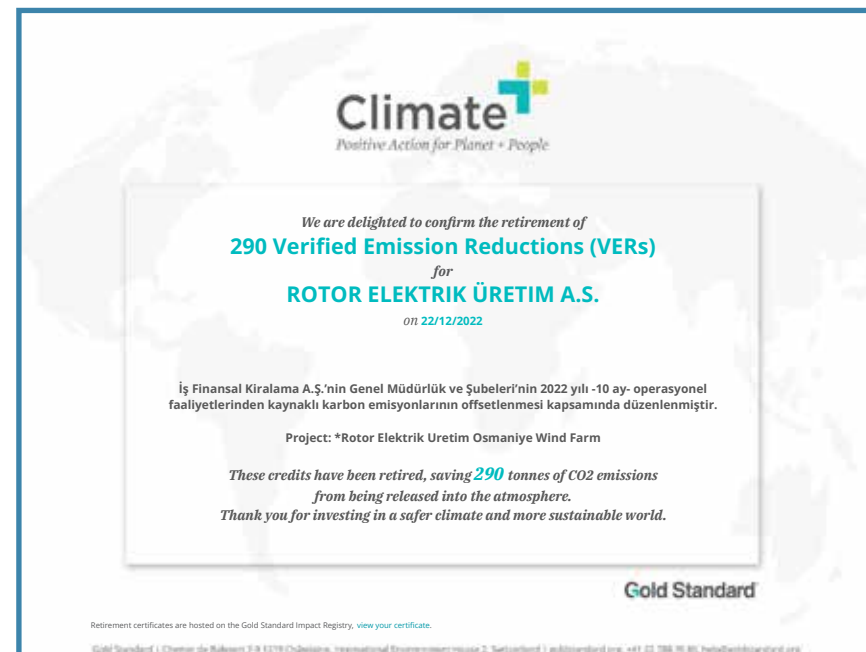 Climate
Positive Action for Planet + People
We are delighted to confirm the retirement of
290 Verified Emission Reductions (VERs)
for
ROTOR ELEKTRIK ÜRETIM A.S.
on 22/12/2022
İş Finansal Kiralama A.Ş.'nin Genel Müdürlük ve Şubeleri'nin 2022 yılı -10 ay- operasyonel
faaliyetlerinden kaynaklı karbon emisyonlarının offsetlenmesi kapsamında düzenlenmiştir.
Project: *Rotor Elektrik Uretim Osmaniye Wind Farm
These credits have been retired, saving 290 tonnes of CO2 emissions
from being released into the atmosphere.
Thank you for investing in a safer climate and more sustainable world.
Gold Standard
Retirement certificates are hosted on the Gold Standard Impact Registry, view your certificate.
Gold Standard | Chemin de